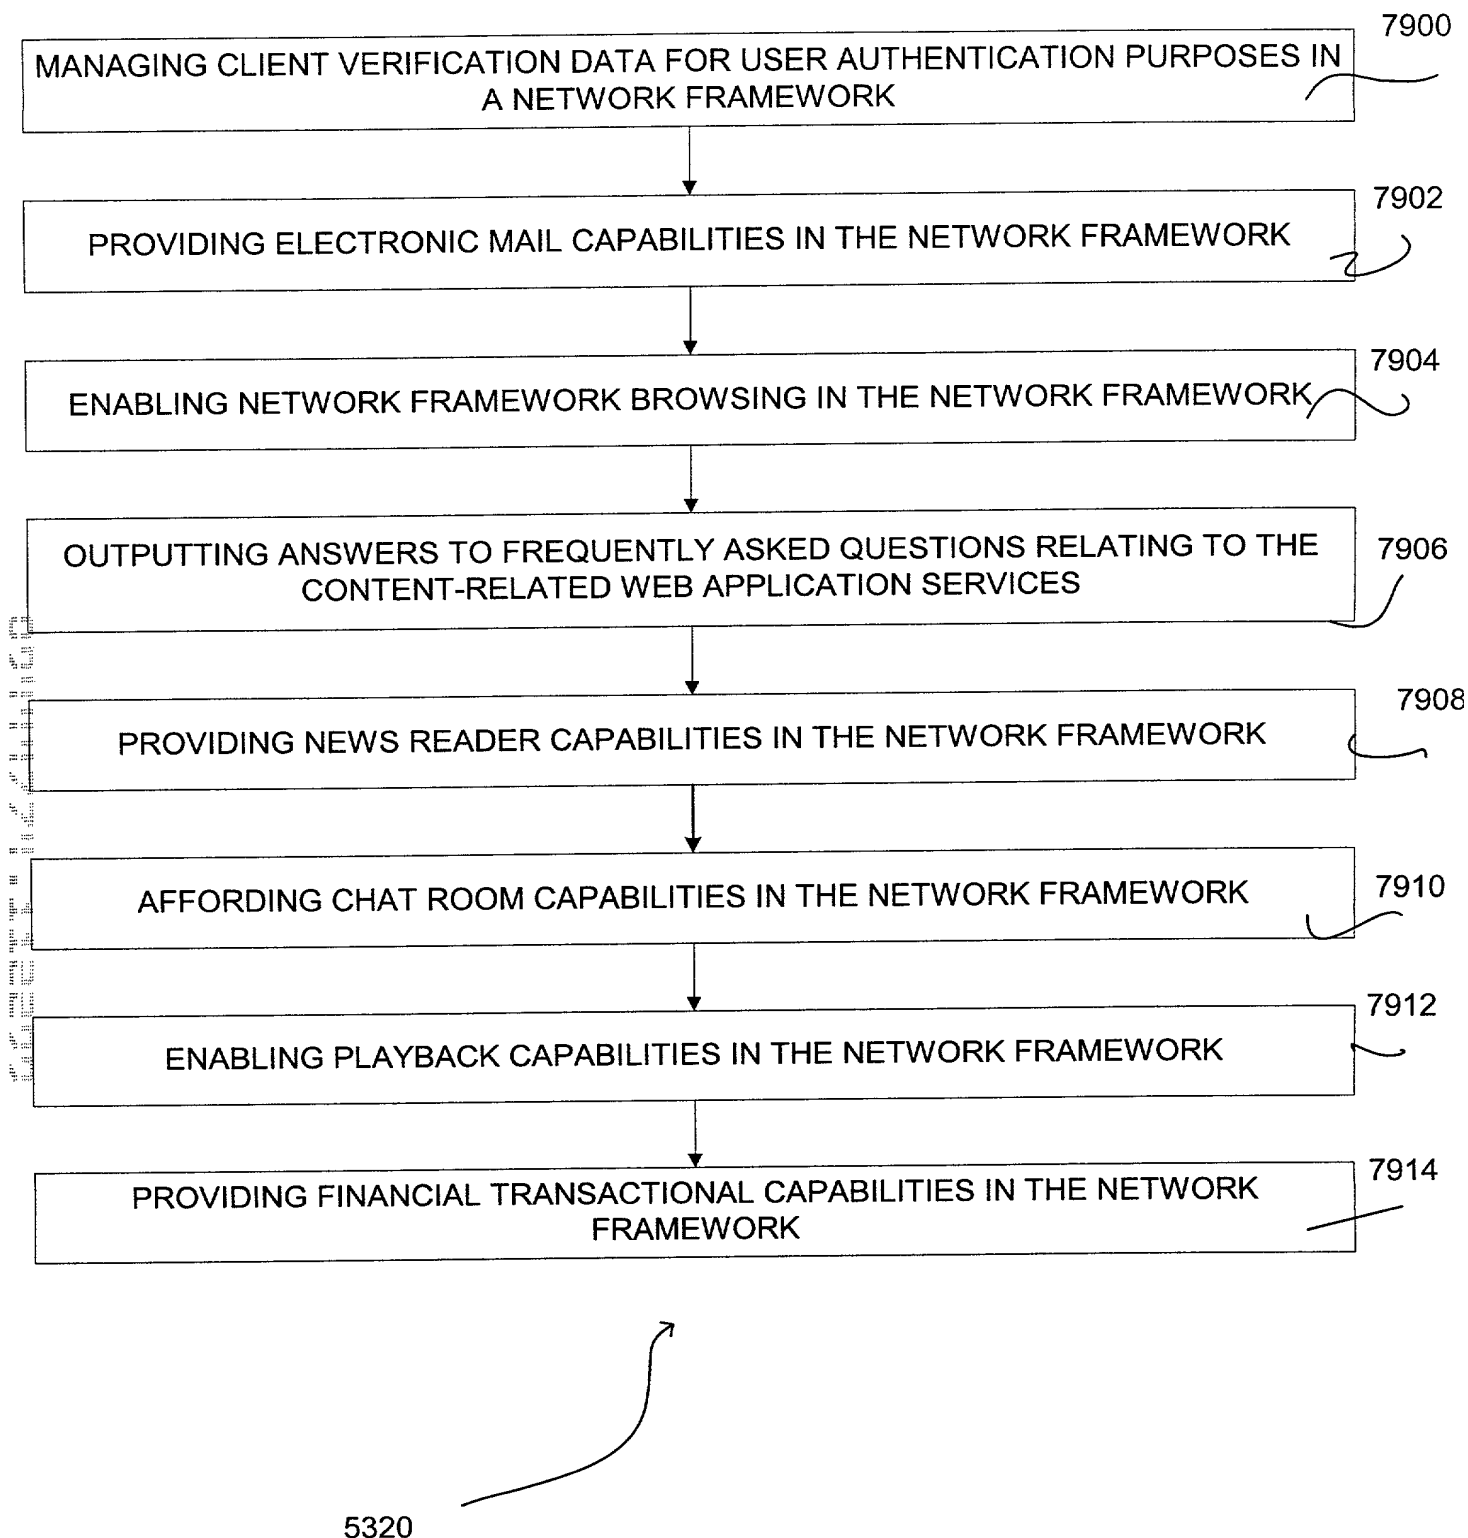 7900
MANAGING CLIENT VERIFICATION DATA FOR USER AUTHENTICATION PURPOSES IN
A NETWORK FRAMEWORK
7902
PROVIDING ELECTRONIC MAIL CAPABILITIES IN THE NETWORK FRAMEWORK
7904
ENABLING NETWORK FRAMEWORK BROWSING IN THE NETWORK FRAMEWORK
7906
OUTPUTTING ANSWERS TO FREQUENTLY ASKED QUESTIONS RELATING TO THE
CONTENT-RELATED WEB APPLICATION SERVICES
7908
PROVIDING NEWS READER CAPABILITIES IN THE NETWORK FRAMEWORK
7910
AFFORDING CHAT ROOM CAPABILITIES IN THE NETWORK FRAMEWORK
7912
ENABLING PLAYBACK CAPABILITIES IN THE NETWORK FRAMEWORK
7914
PROVIDING FINANCIAL TRANSACTIONAL CAPABILITIES IN THE NETWORK
FRAMEWORK
5320